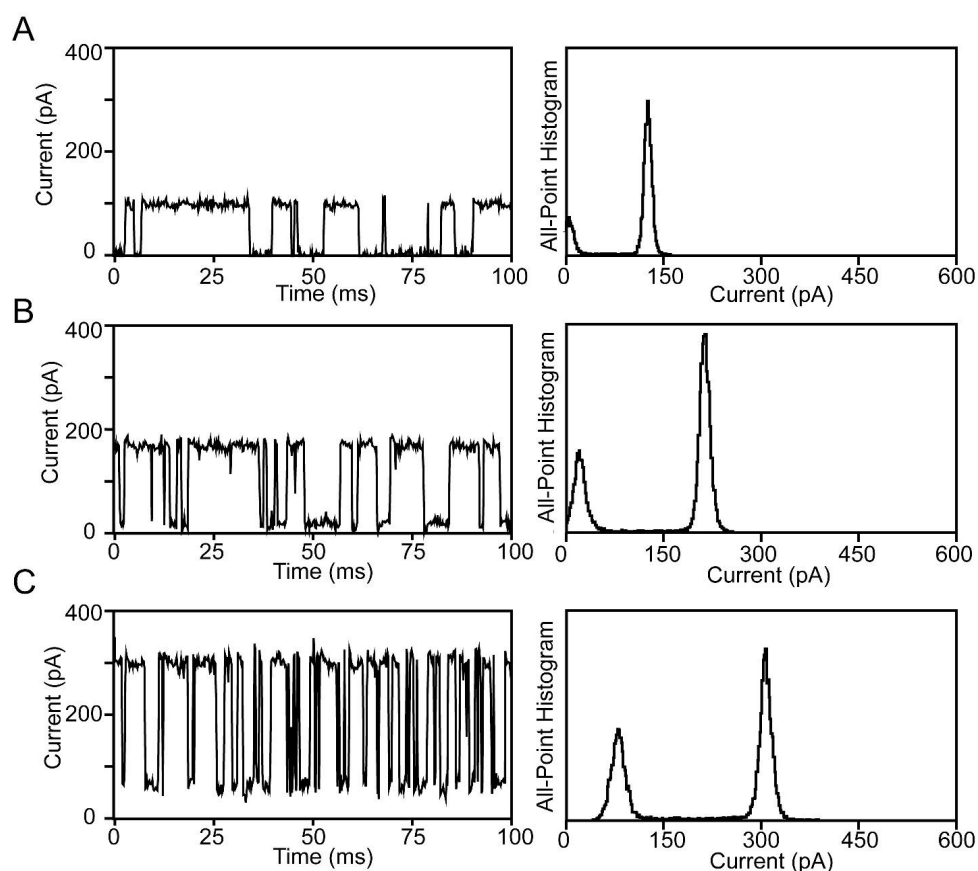 A
Current (pA)
400
200
0
0 25 50 75 100
Time (ms)
All-Point Histogram
0 150 300 450 600
Current (pA)
B
Current (pA)
400
200
0
0 25 50 75 100
Time (ms)
All-Point Histogram
0 150 300 450 600
Current (pA)
C
Current (pA)
400
200
0
0 25 50 75 100
Time (ms)
All-Point Histogram
0 150 300 450 600
Current (pA)